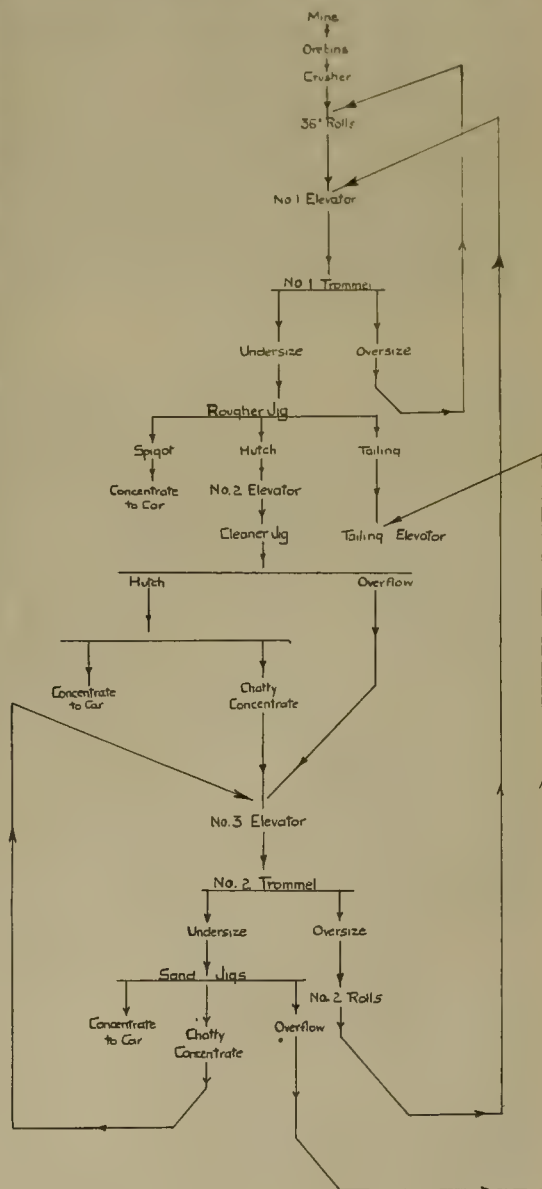 Mine
Orebins
Crusher
36" Rolls
No 1 Elevator
No 1 Trommel
Undersize
Oversize
Rougher Jig
Spigot
Hutch
Tailing
Concentrate
to Car
No. 2 Elevator
Cleaner Jig
Tailing Elevator
Hutch
Overflow
Concentrate
to Car
Chatty
Concentrate
No. 3 Elevator
No. 2 Trommel
Undersize
Oversize
Sand Jigs
No. 2 Rolls
Concentrate
to Car
Chatty
Concentrate
Overflow